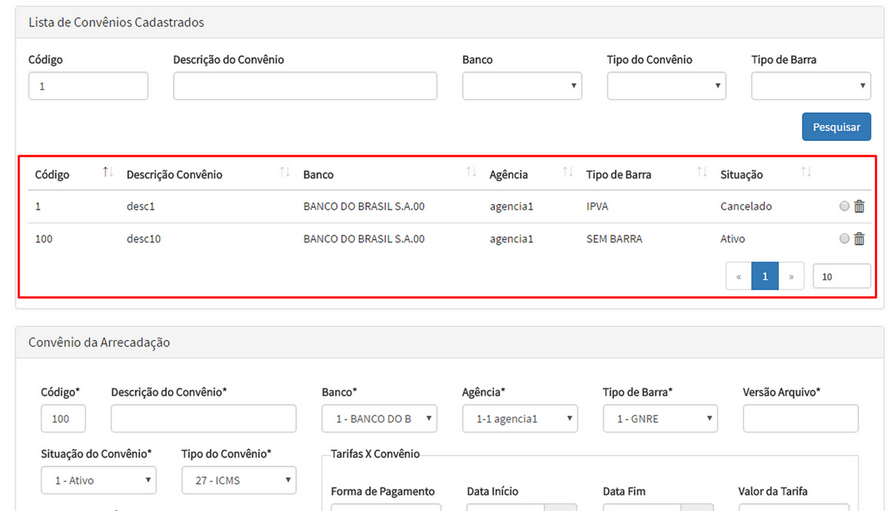 Lista de Convênios Cadastrados
Código Descrição do Convênio Banco Tipo do Convênio Tipo de Barra
1
Pesquisar
Código Descrição Convênio Banco Agência Tipo de Barra Situação
1 desc1 BANCO DO BRASIL S.A.00 agencia1 IPVA Cancelado
100 desc10 BANCO DO BRASIL S.A.00 agencia1 SEM BARRA Ativo
« 1 » 10
Convênio da Arrecadação
Código* Descrição do Convênio* Banco* Agência* Tipo de Barra* Versão Arquivo*
100 1 - BANCO DO B 1-1 agencia1 1 - GNRE
Situação do Convênio* Tipo do Convênio* Tarifas X Convênio
1 - Ativo 27 - ICMS
Forma de Pagamento Data Início Data Fim Valor da Tarifa